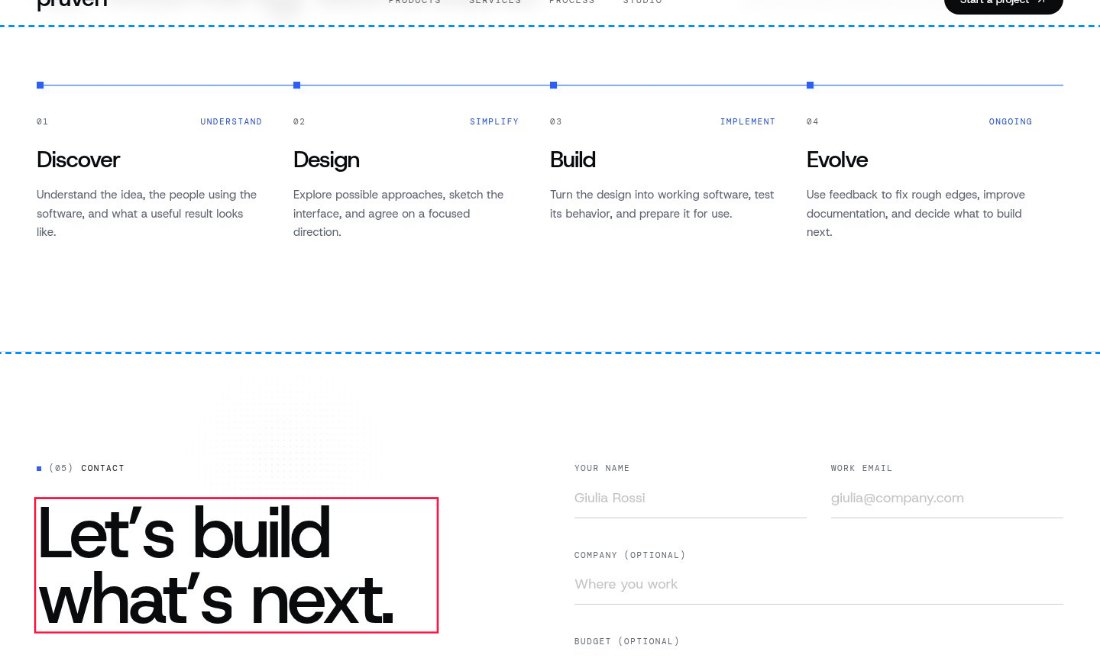 pruven
PRODUCTS SERVICES PROCESS STUDIO
Start a project ↗
01 UNDERSTAND
Discover
Understand the idea, the people using the
software, and what a useful result looks
like.
02 SIMPLIFY
Design
Explore possible approaches, sketch the
interface, and agree on a focused
direction.
03 IMPLEMENT
Build
Turn the design into working software, test
its behavior, and prepare it for use.
04 ONGOING
Evolve
Use feedback to fix rough edges, improve
documentation, and decide what to build
next.
(05) CONTACT
Let’s build
what’s next.
YOUR NAME
Giulia Rossi
WORK EMAIL
giulia@company.com
COMPANY (OPTIONAL)
Where you work
BUDGET (OPTIONAL)